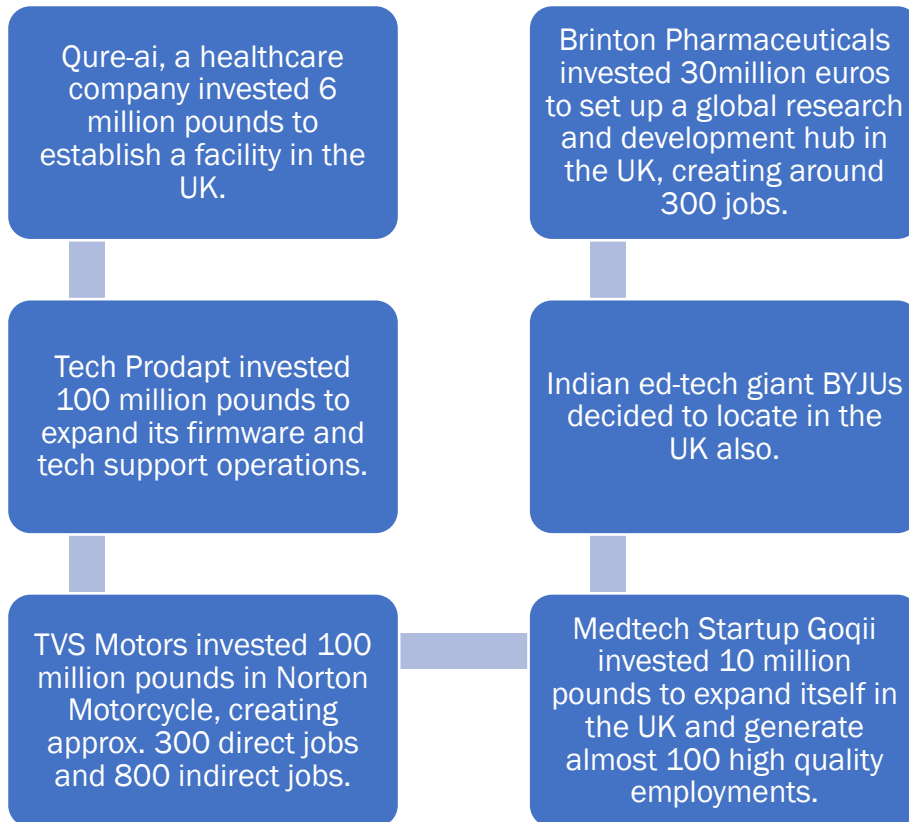 Qure-ai, a healthcare
company invested 6
million pounds to
establish a facility in the
UK.
Tech Prodapt invested
100 million pounds to
expand its firmware and
tech support operations.
TVS Motors invested 100
million pounds in Norton
Motorcycle, creating
approx. 300 direct jobs
and 800 indirect jobs.
Medtech Startup Goqii
invested 10 million
pounds to expand itself in
the UK and generate
almost 100 high quality
employments.
Indian ed-tech giant BYJUs
decided to locate in the
UK also.
Brinton Pharmaceuticals
invested 30million euros
to set up a global research
and development hub in
the UK, creating around
300 jobs.